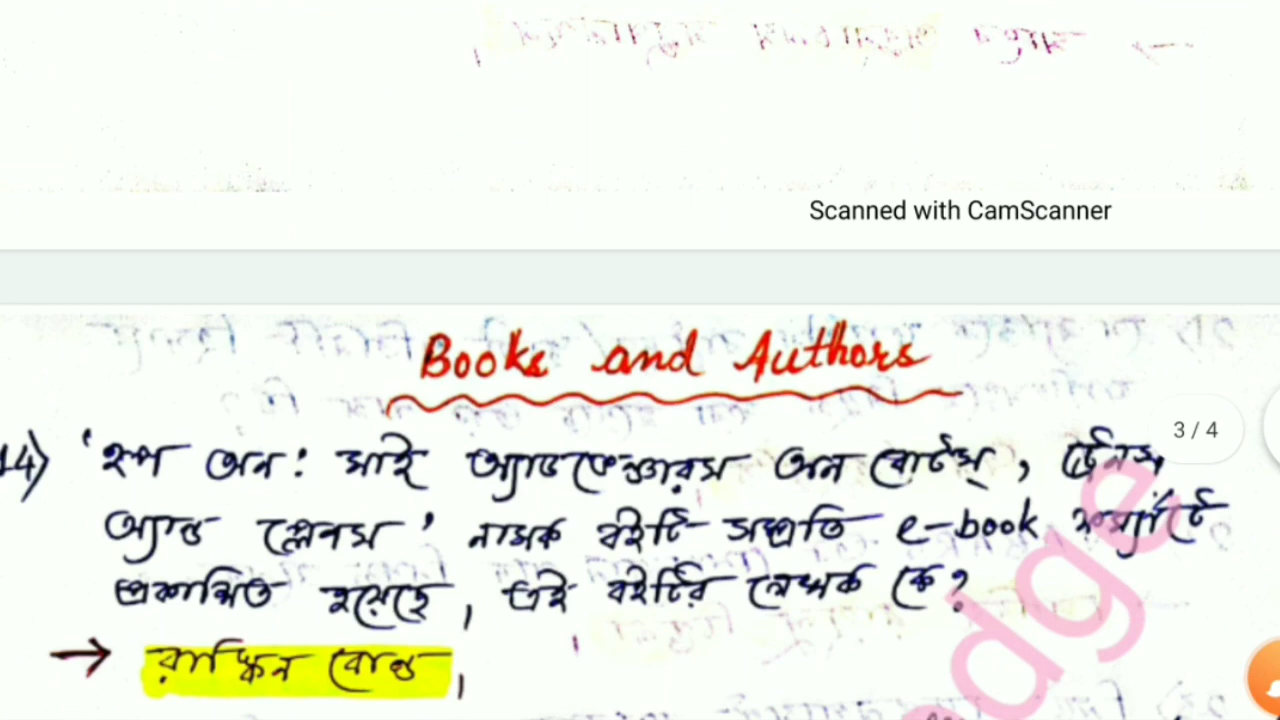 Scanned with CamScanner
Books and Authors
3 / 4
14) 'হপ অন: মাই অ্যাডভেঞ্চারস অন বোটস্, ট্রেনস্
অ্যান্ড প্লেনস' নামক বইটি সম্প্রতি e-book ফর্ম্যাটে
প্রকাশিত হয়েছে, এই বইটির লেখক কে?
→ রাস্কিন বোন্ড,